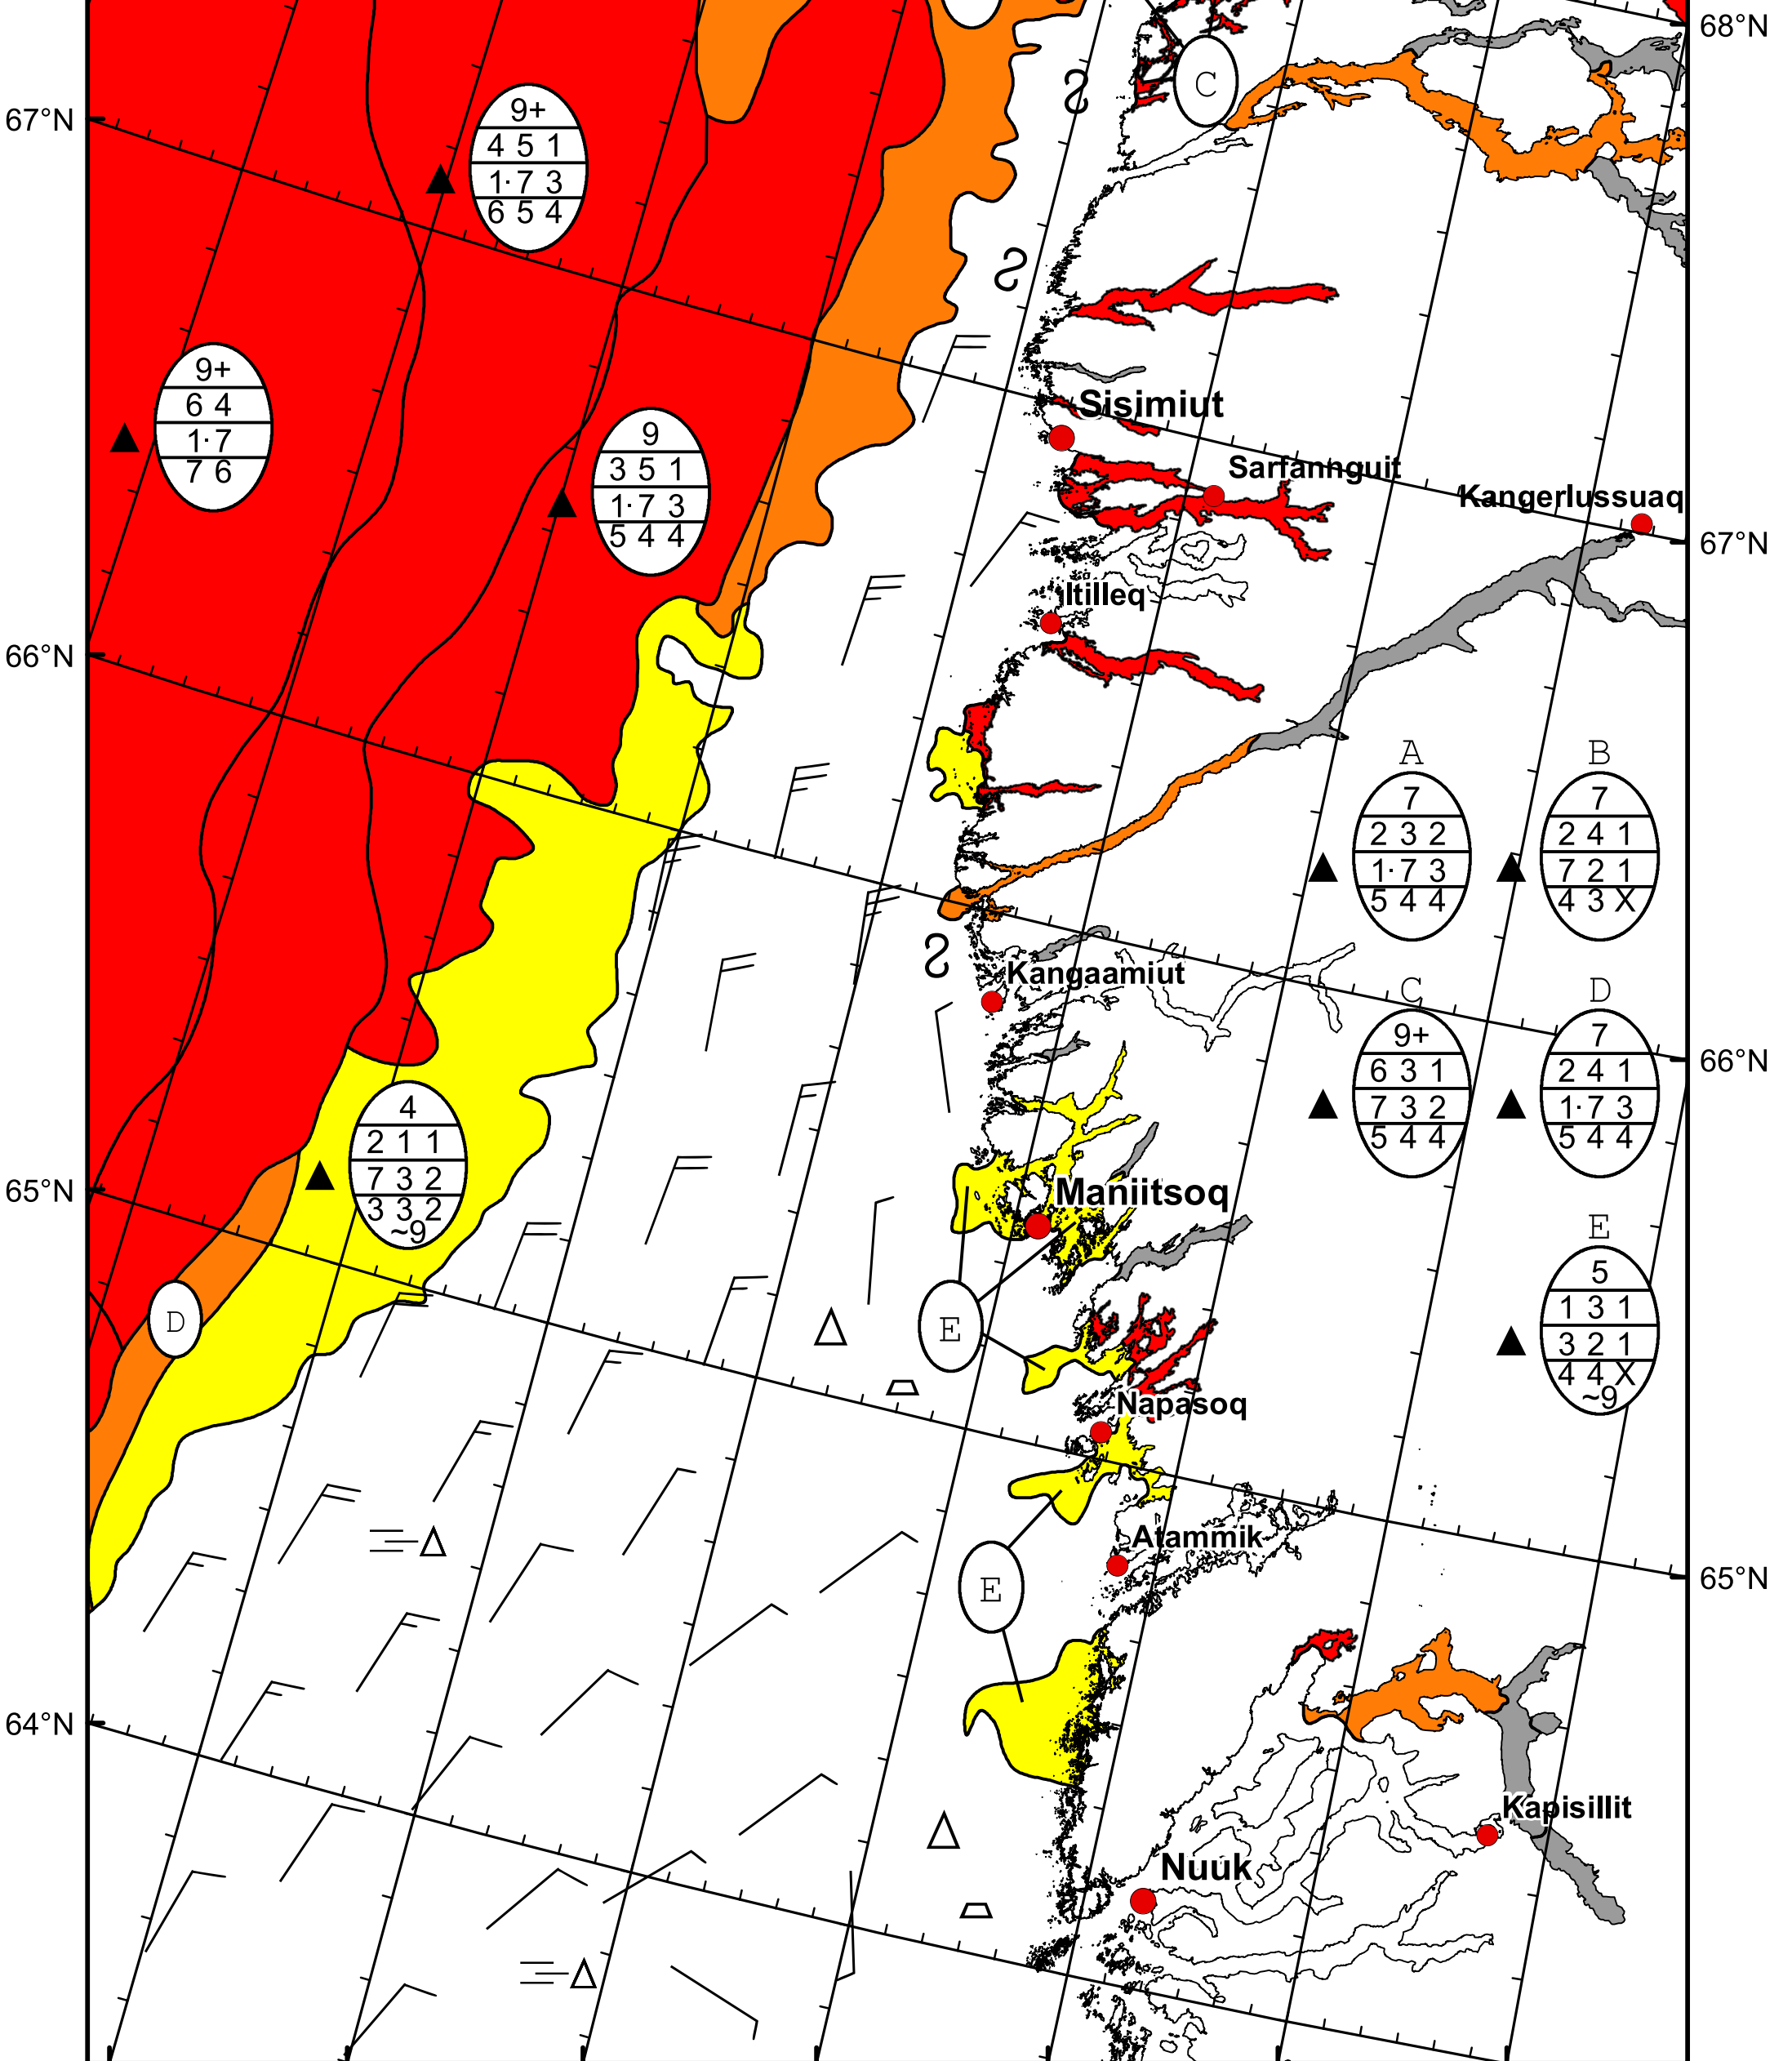 68°N
C
67°N
9+
4 5 1
1·7 3
6 5 4
9+
6 4
1·7
7 6
Sisimiut
9
3 5 1
1·7 3
5 4 4
Sarfannguit
Kangerlussuaq
67°N
Itilleq
66°N
A
7
2 3 2
1·7 3
5 4 4
B
7
2 4 1
7 2 1
4 3 X
Kangaamiut
C
9+
6 3 1
7 3 2
5 4 4
D
7
2 4 1
1·7 3
5 4 4
66°N
4
2 1 1
7 3 2
3 3 2
~9
65°N
Maniitsoq
E
5
1 3 1
3 2 1
4 4 X
~9
D
E
Napasoq
Atammik
E
65°N
64°N
Kapisillit
Nuuk